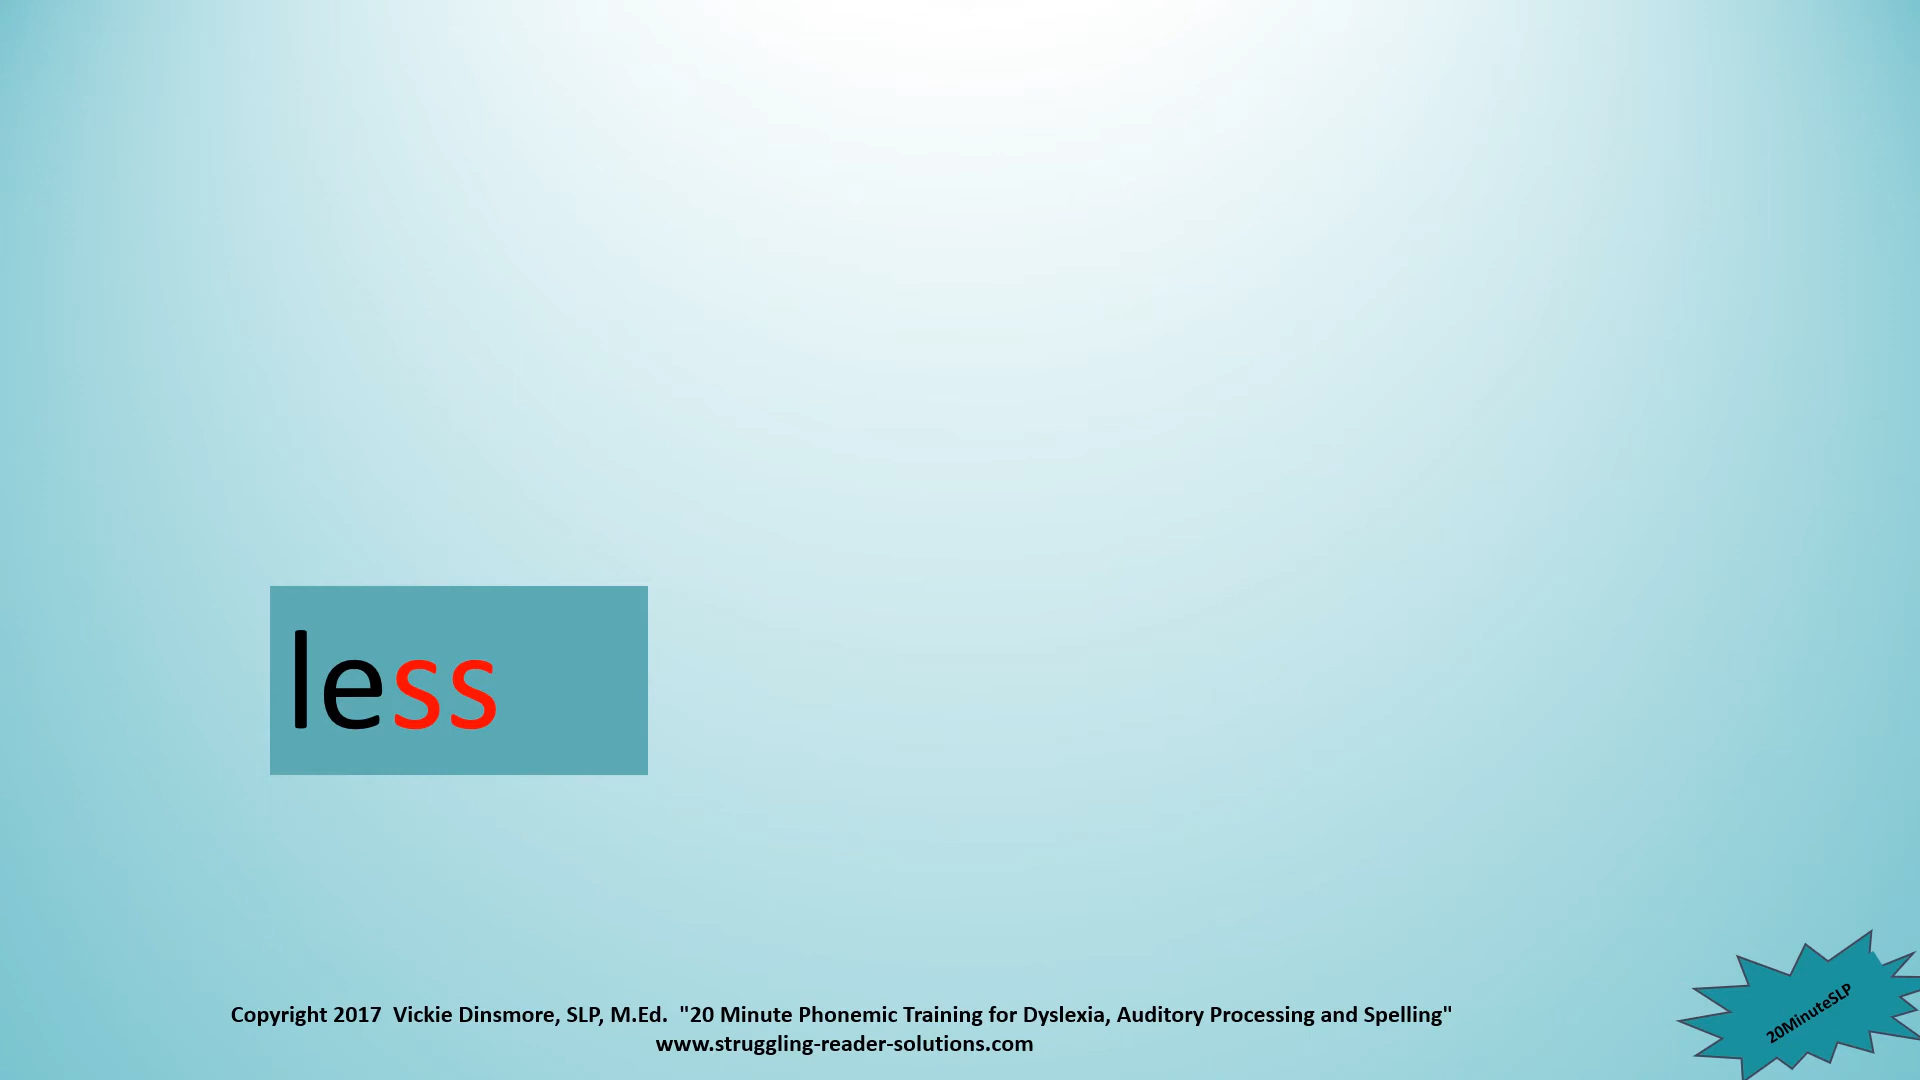 less
Copyright 2017  Vickie Dinsmore, SLP, M.Ed.  "20 Minute Phonemic Training for Dyslexia, Auditory Processing and Spelling"
www.struggling-reader-solutions.com
20MinuteSLP